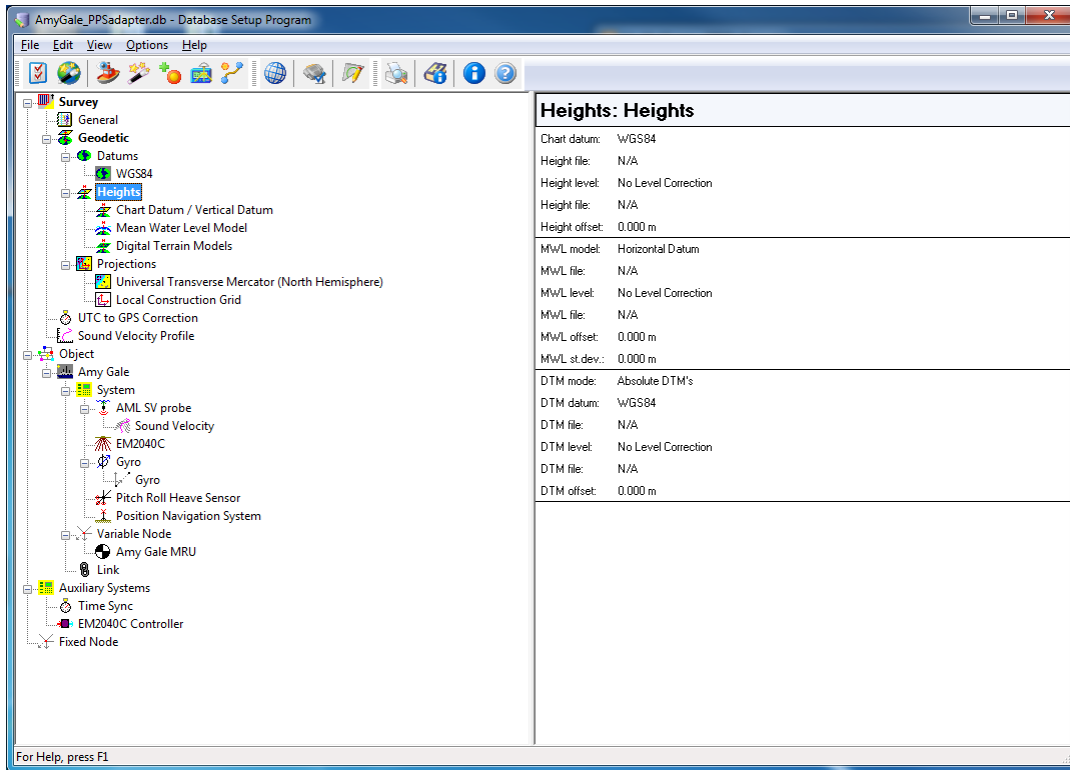 AmyGale_PPSadapter.db - Database Setup Program
File Edit View Options Help
Survey
General
Geodetic
Datums
WGS84
Heights
Chart Datum / Vertical Datum
Mean Water Level Model
Digital Terrain Models
Projections
Universal Transverse Mercator (North Hemisphere)
Local Construction Grid
UTC to GPS Correction
Sound Velocity Profile
Object
Amy Gale
System
AML SV probe
Sound Velocity
EM2040C
Gyro
Gyro
Pitch Roll Heave Sensor
Position Navigation System
Variable Node
Amy Gale MRU
Link
Auxiliary Systems
Time Sync
EM2040C Controller
Fixed Node
Heights: Heights
Chart datum: WGS84
Height file: N/A
Height level: No Level Correction
Height file: N/A
Height offset: 0.000 m
MWL model: Horizontal Datum
MWL file: N/A
MWL level: No Level Correction
MWL file: N/A
MWL offset: 0.000 m
MWL st.dev.: 0.000 m
DTM mode: Absolute DTM's
DTM datum: WGS84
DTM file: N/A
DTM level: No Level Correction
DTM file: N/A
DTM offset: 0.000 m
For Help, press F1